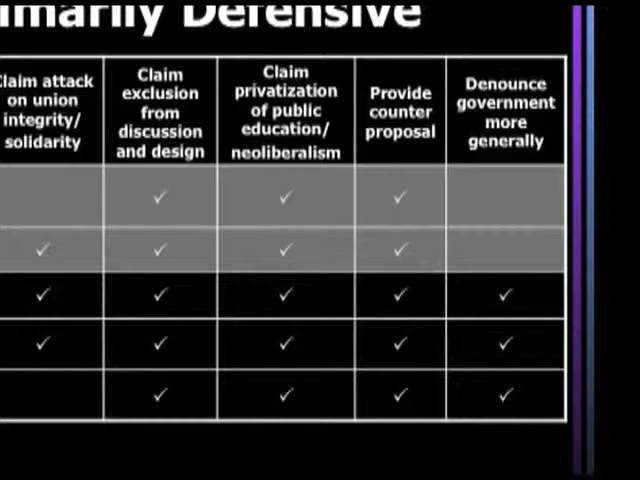 Primarily Defensive
Claim attack
on union
integrity/
solidarity
Claim
exclusion
from
discussion
and design
Claim
privatization
of public
education/
neoliberalism
Provide
counter
proposal
Denounce
government
more
generally
✓ ✓ ✓
✓ ✓ ✓ ✓
✓ ✓ ✓ ✓ ✓
✓ ✓ ✓ ✓ ✓
✓ ✓ ✓ ✓